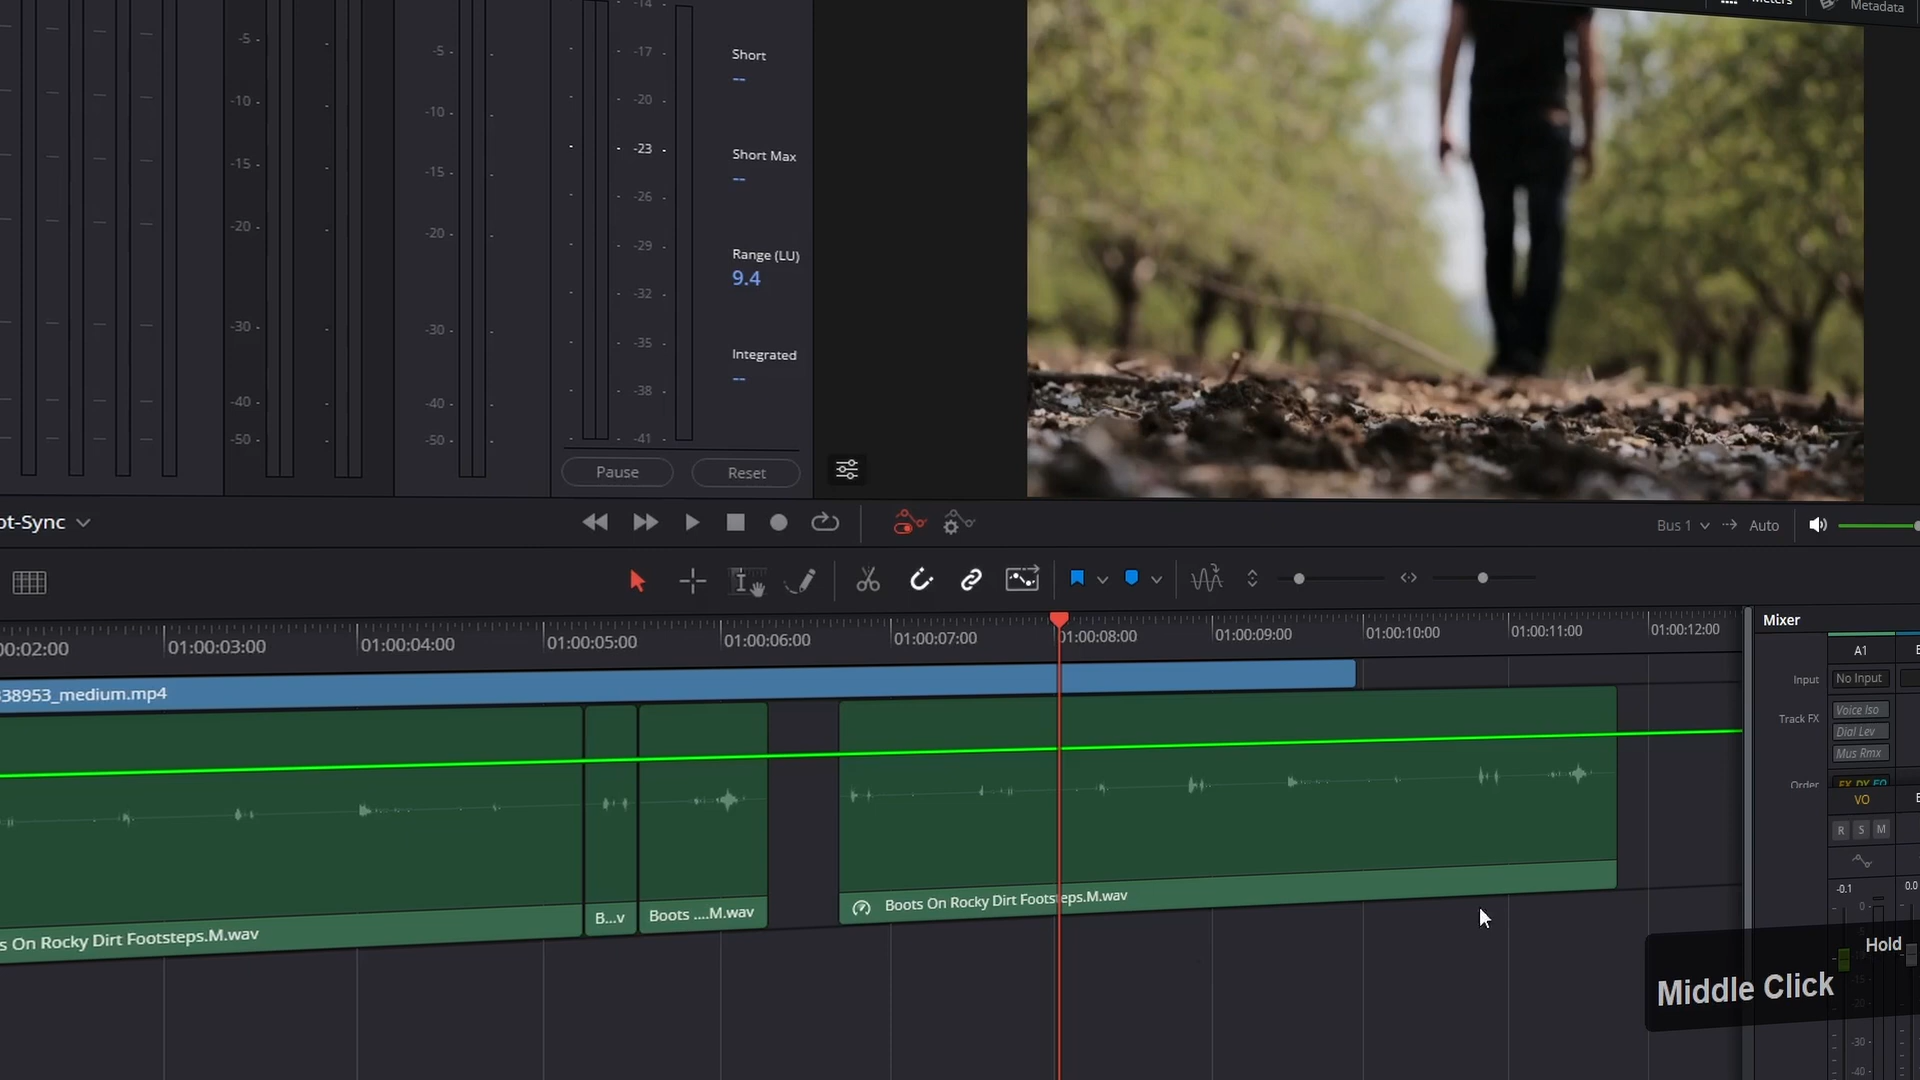 Metadata
-14
-5
-10
-15
-20
-30
-40
-50
-5
-10
-15
-20
-30
-40
-50
-17
-20
-23
-26
-29
-32
-35
-38
-41
Short
--
Short Max
--
Range (LU)
9.4
Integrated
--
Pause
Reset
ot-Sync
Bus 1
Auto
00:02:00
01:00:03:00
01:00:04:00
01:00:05:00
01:00:06:00
01:00:07:00
01:00:08:00
01:00:09:00
01:00:10:00
01:00:11:00
01:00:12:00
38953_medium.mp4
s On Rocky Dirt Footsteps.M.wav
B...v
Boots ....M.wav
Boots On Rocky Dirt Footsteps.M.wav
Mixer
A1
Input
No Input
Track FX
Voice Iso
Dial Lev
Mus Rmx
Order
FX DY EQ
VO
R S M
-0.1
0.0
0
-15
-20
-30
-40
Hold
Middle Click